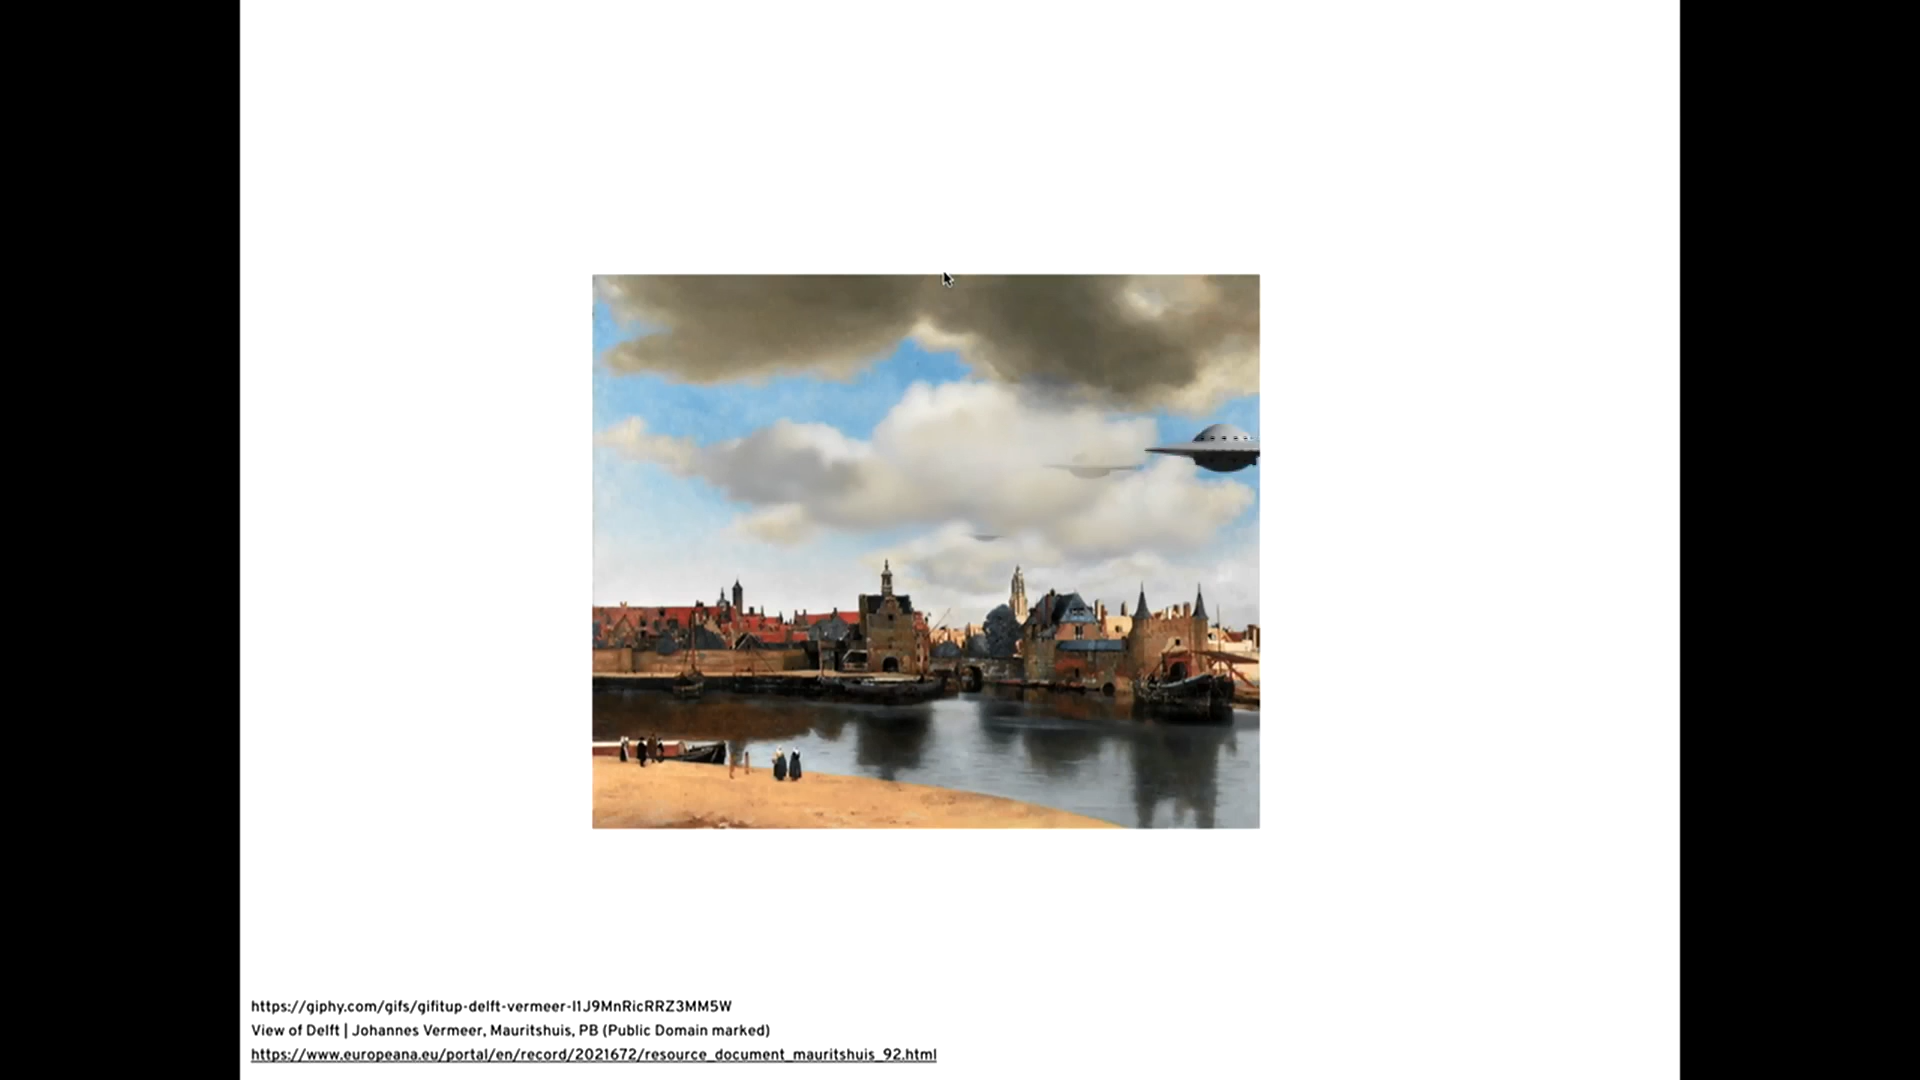 https://giphy.com/gifs/gifitup-delft-vermeer-l1J9MnRicRRZ3MM5W
View of Delft | Johannes Vermeer, Mauritshuis, PB (Public Domain marked)
https://www.europeana.eu/portal/en/record/2021672/resource_document_mauritshuis_92.html